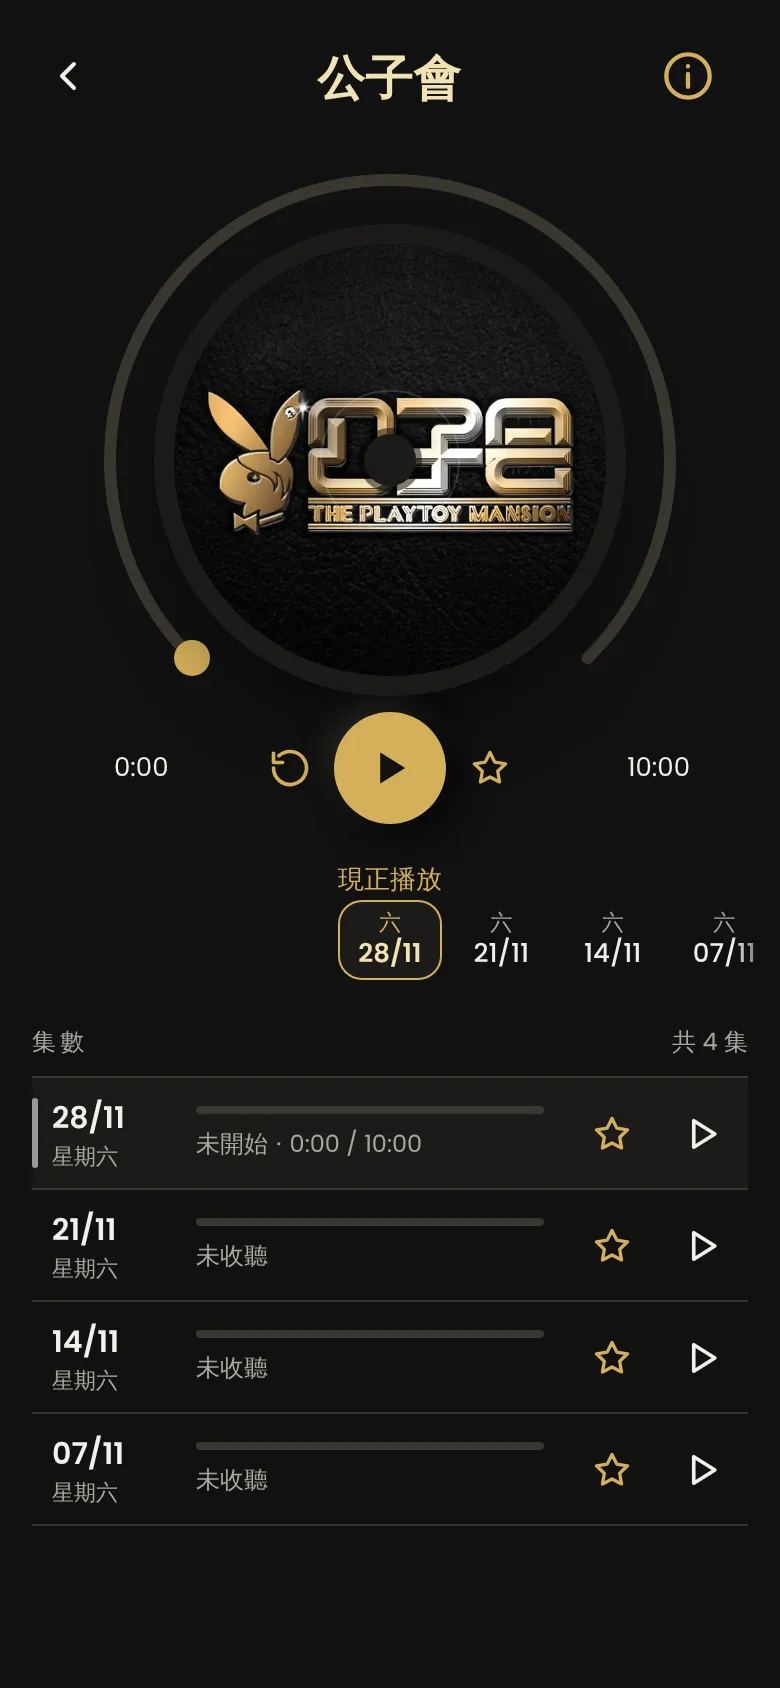 公子會
THE PLAYTOY MANSION
0:00
10:00
現正播放
六 六 六 六
28/11 21/11 14/11 07/11
集數 共 4 集
28/11
星期六
未開始 · 0:00 / 10:00
21/11
星期六
未收聽
14/11
星期六
未收聽
07/11
星期六
未收聽